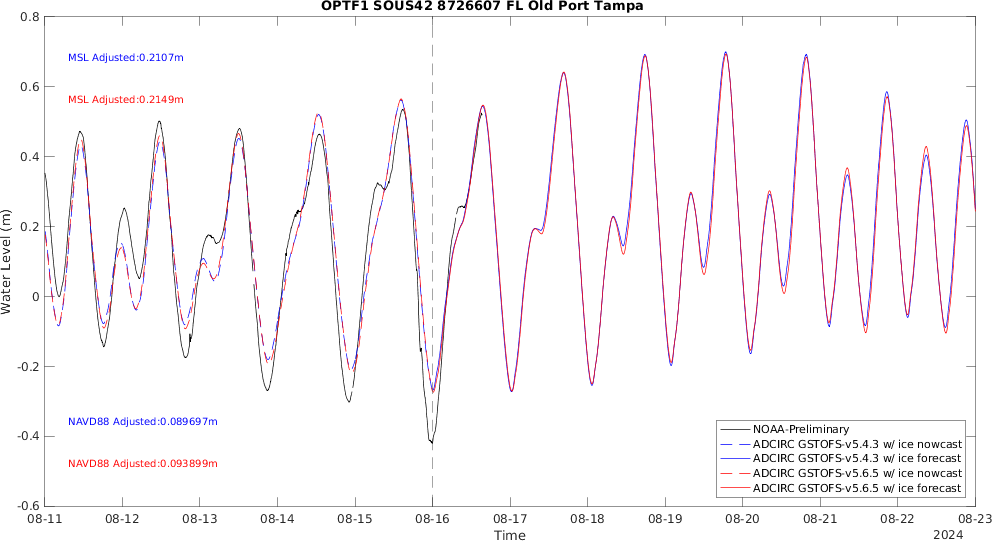 OPTF1 SOUS42 8726607 FL Old Port Tampa
0.8
0.6
0.4
0.2
0
-0.2
-0.4
-0.6
Water Level (m)
MSL Adjusted:0.2107m
MSL Adjusted:0.2149m
NAVD88 Adjusted:0.089697m
NAVD88 Adjusted:0.093899m
NOAA-Preliminary
ADCIRC GSTOFS-v5.4.3 w/ ice nowcast
ADCIRC GSTOFS-v5.4.3 w/ ice forecast
ADCIRC GSTOFS-v5.6.5 w/ ice nowcast
ADCIRC GSTOFS-v5.6.5 w/ ice forecast
08-11 08-12 08-13 08-14 08-15 08-16 08-17 08-18 08-19 08-20 08-21 08-22 08-23
Time
2024